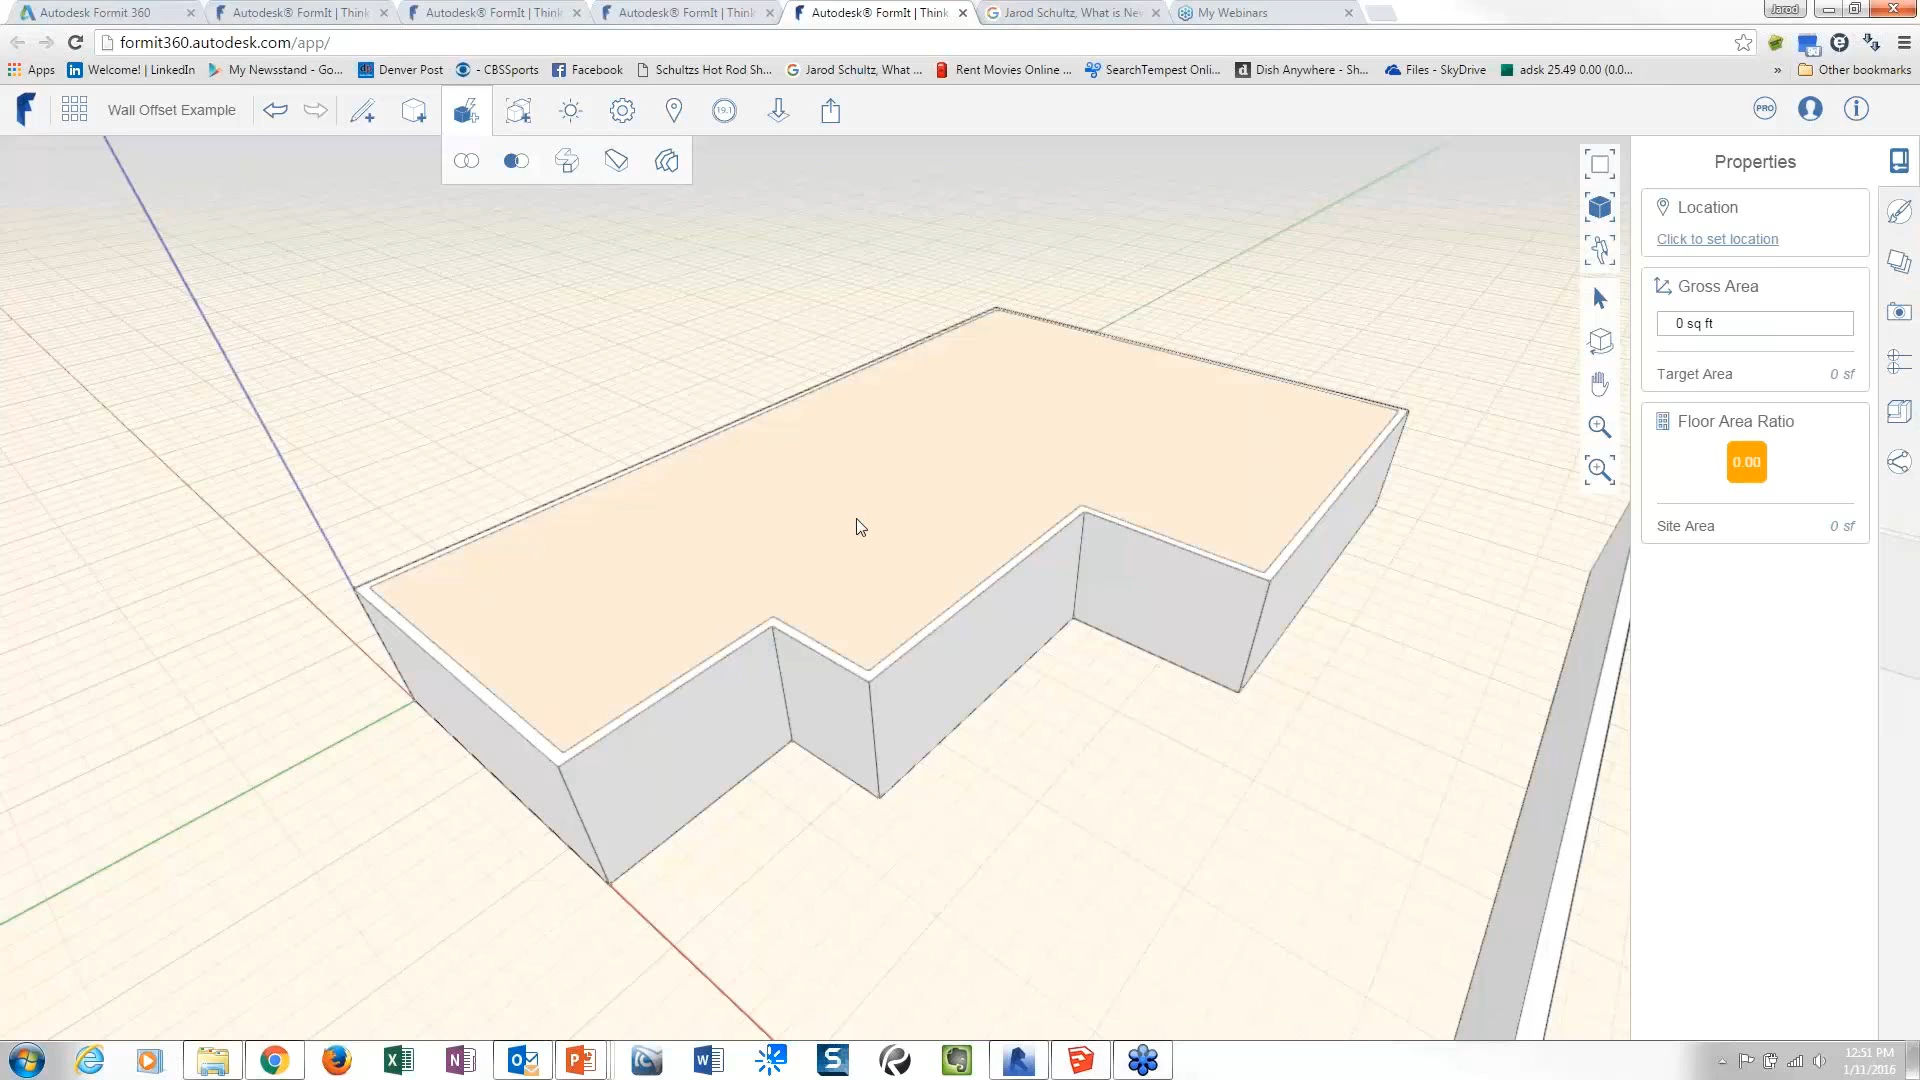 Autodesk Formit 360
Autodesk® FormIt | Think
Autodesk® FormIt | Think
Autodesk® FormIt | Think
Autodesk® FormIt | Think
Jarod Schultz, What is Ne
My Webinars
Jarod
formit360.autodesk.com/app/
Apps
Welcome! | LinkedIn
My Newsstand - Go...
Denver Post
- CBSSports
Facebook
Schultzs Hot Rod Sh...
Jarod Schultz, What ...
Rent Movies Online ...
SearchTempest Onli...
Dish Anywhere - Sh...
Files - SkyDrive
adsk 25.49 0.00 (0.0...
»
Other bookmarks
Wall Offset Example
19.1
PRO
Properties
Location
Click to set location
Gross Area
0 sq ft
Target Area 0 sf
Floor Area Ratio
0.00
Site Area 0 sf
12:51 PM
1/11/2016